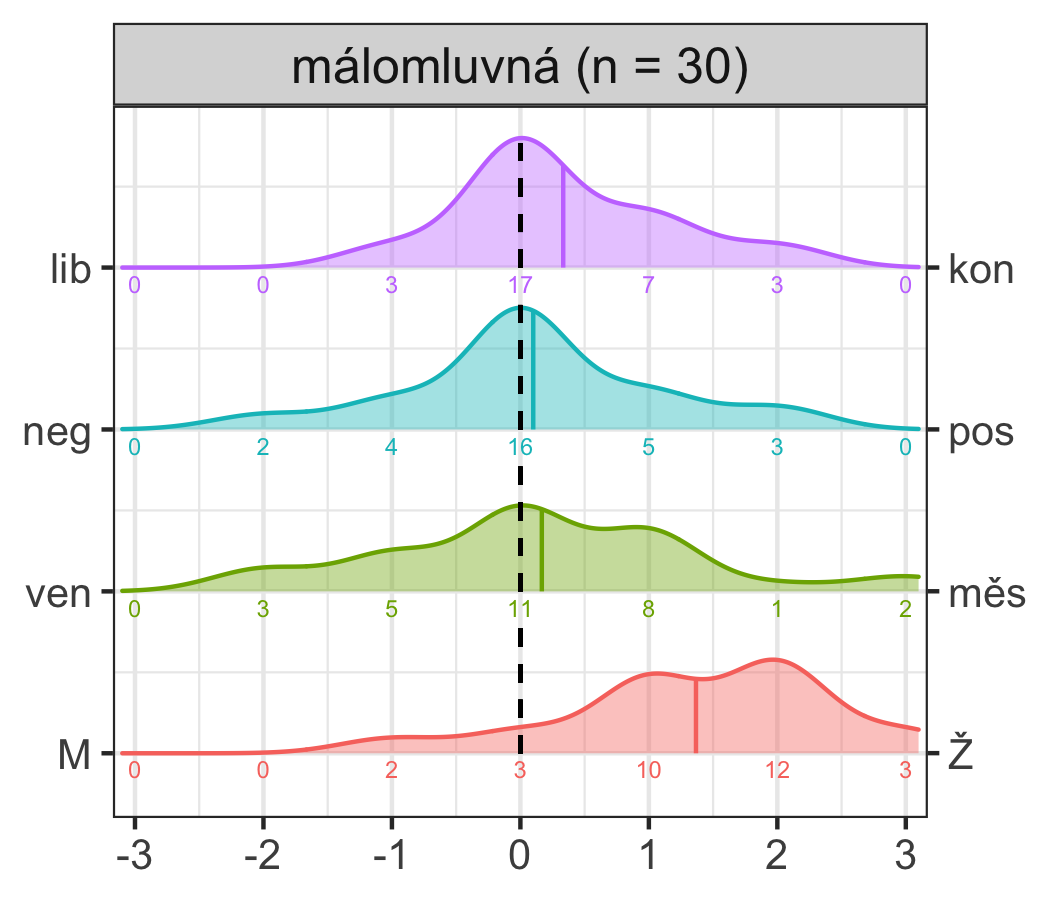 málomluvná (n = 30)
lib kon
0 0 3 17 7 3 0
neg pos
0 2 4 16 5 3 0
ven měs
0 3 5 11 8 1 2
M Ž
0 0 2 3 10 12 3
-3 -2 -1 0 1 2 3